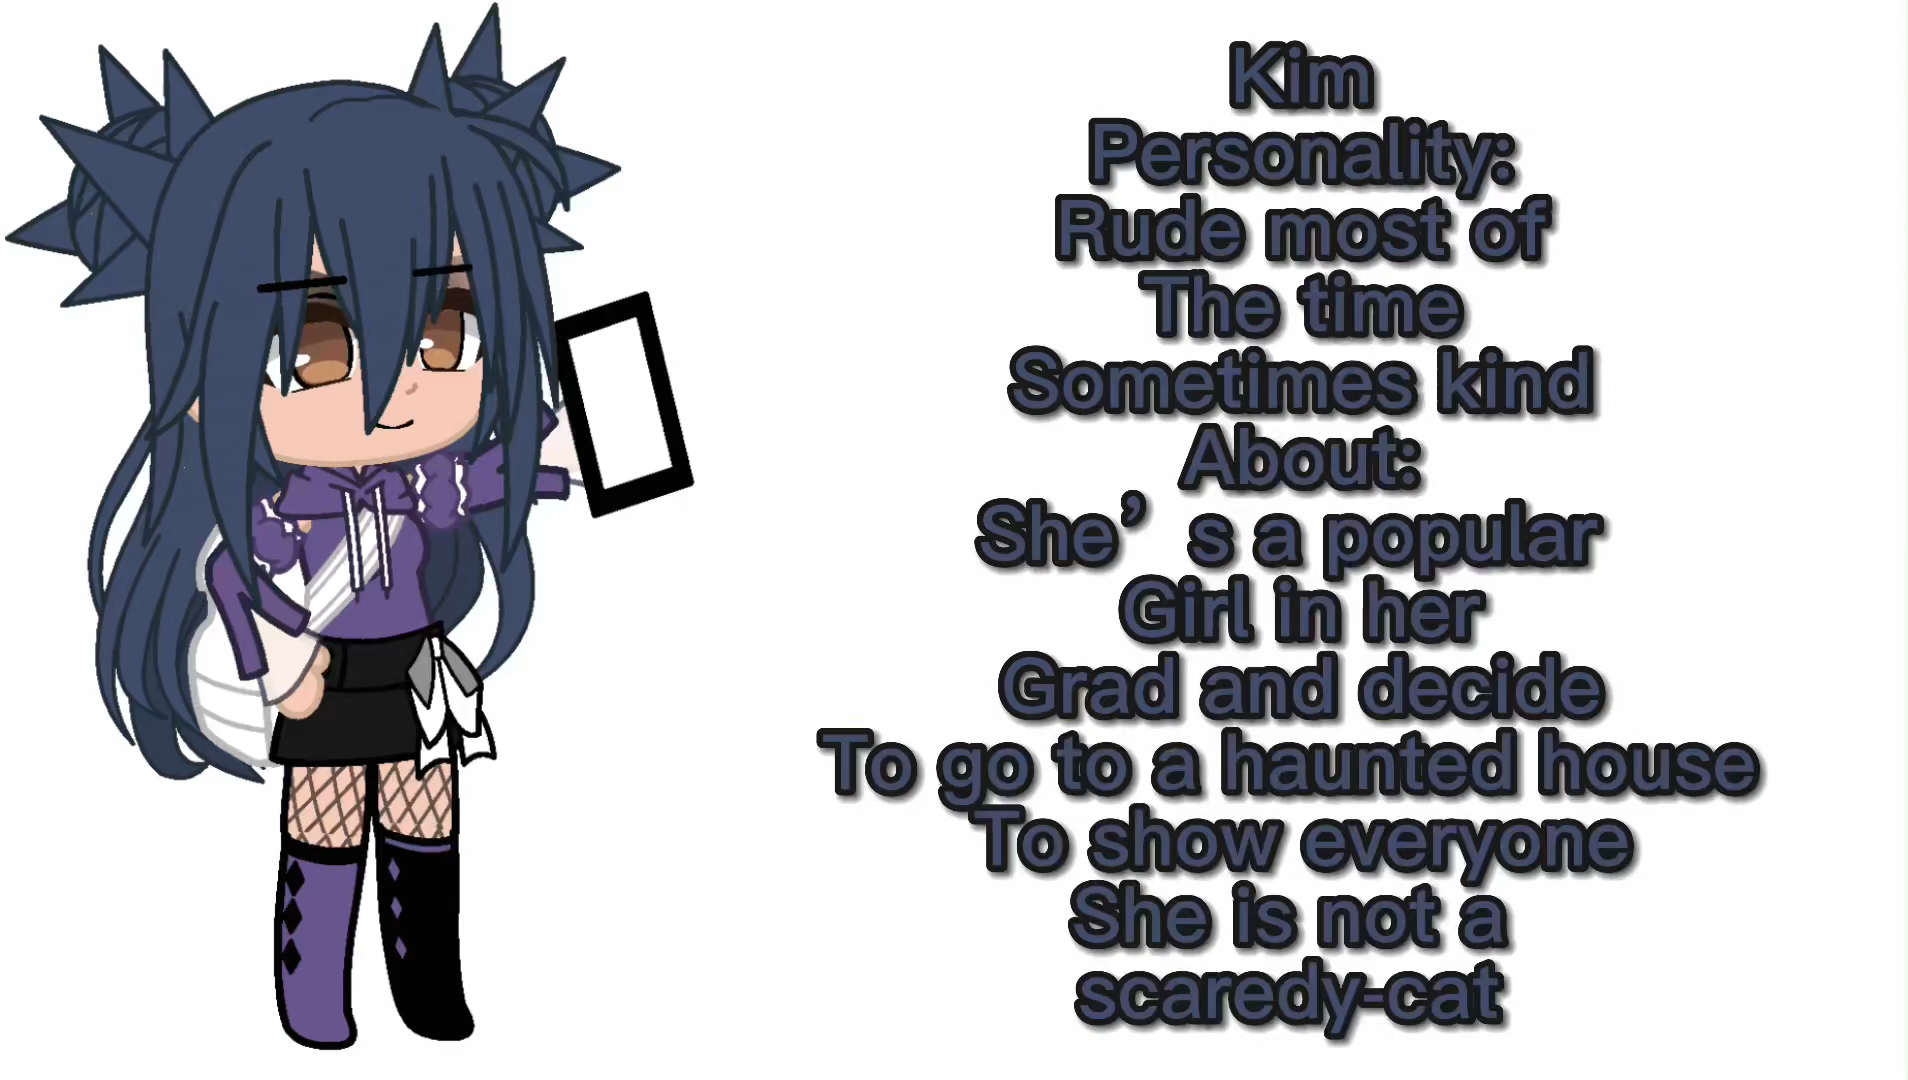 Kim
Personality:
Rude most of
The time
Sometimes kind
About:
She’s a popular
Girl in her
Grad and decide
To go to a haunted house
To show everyone
She is not a
scaredy-cat